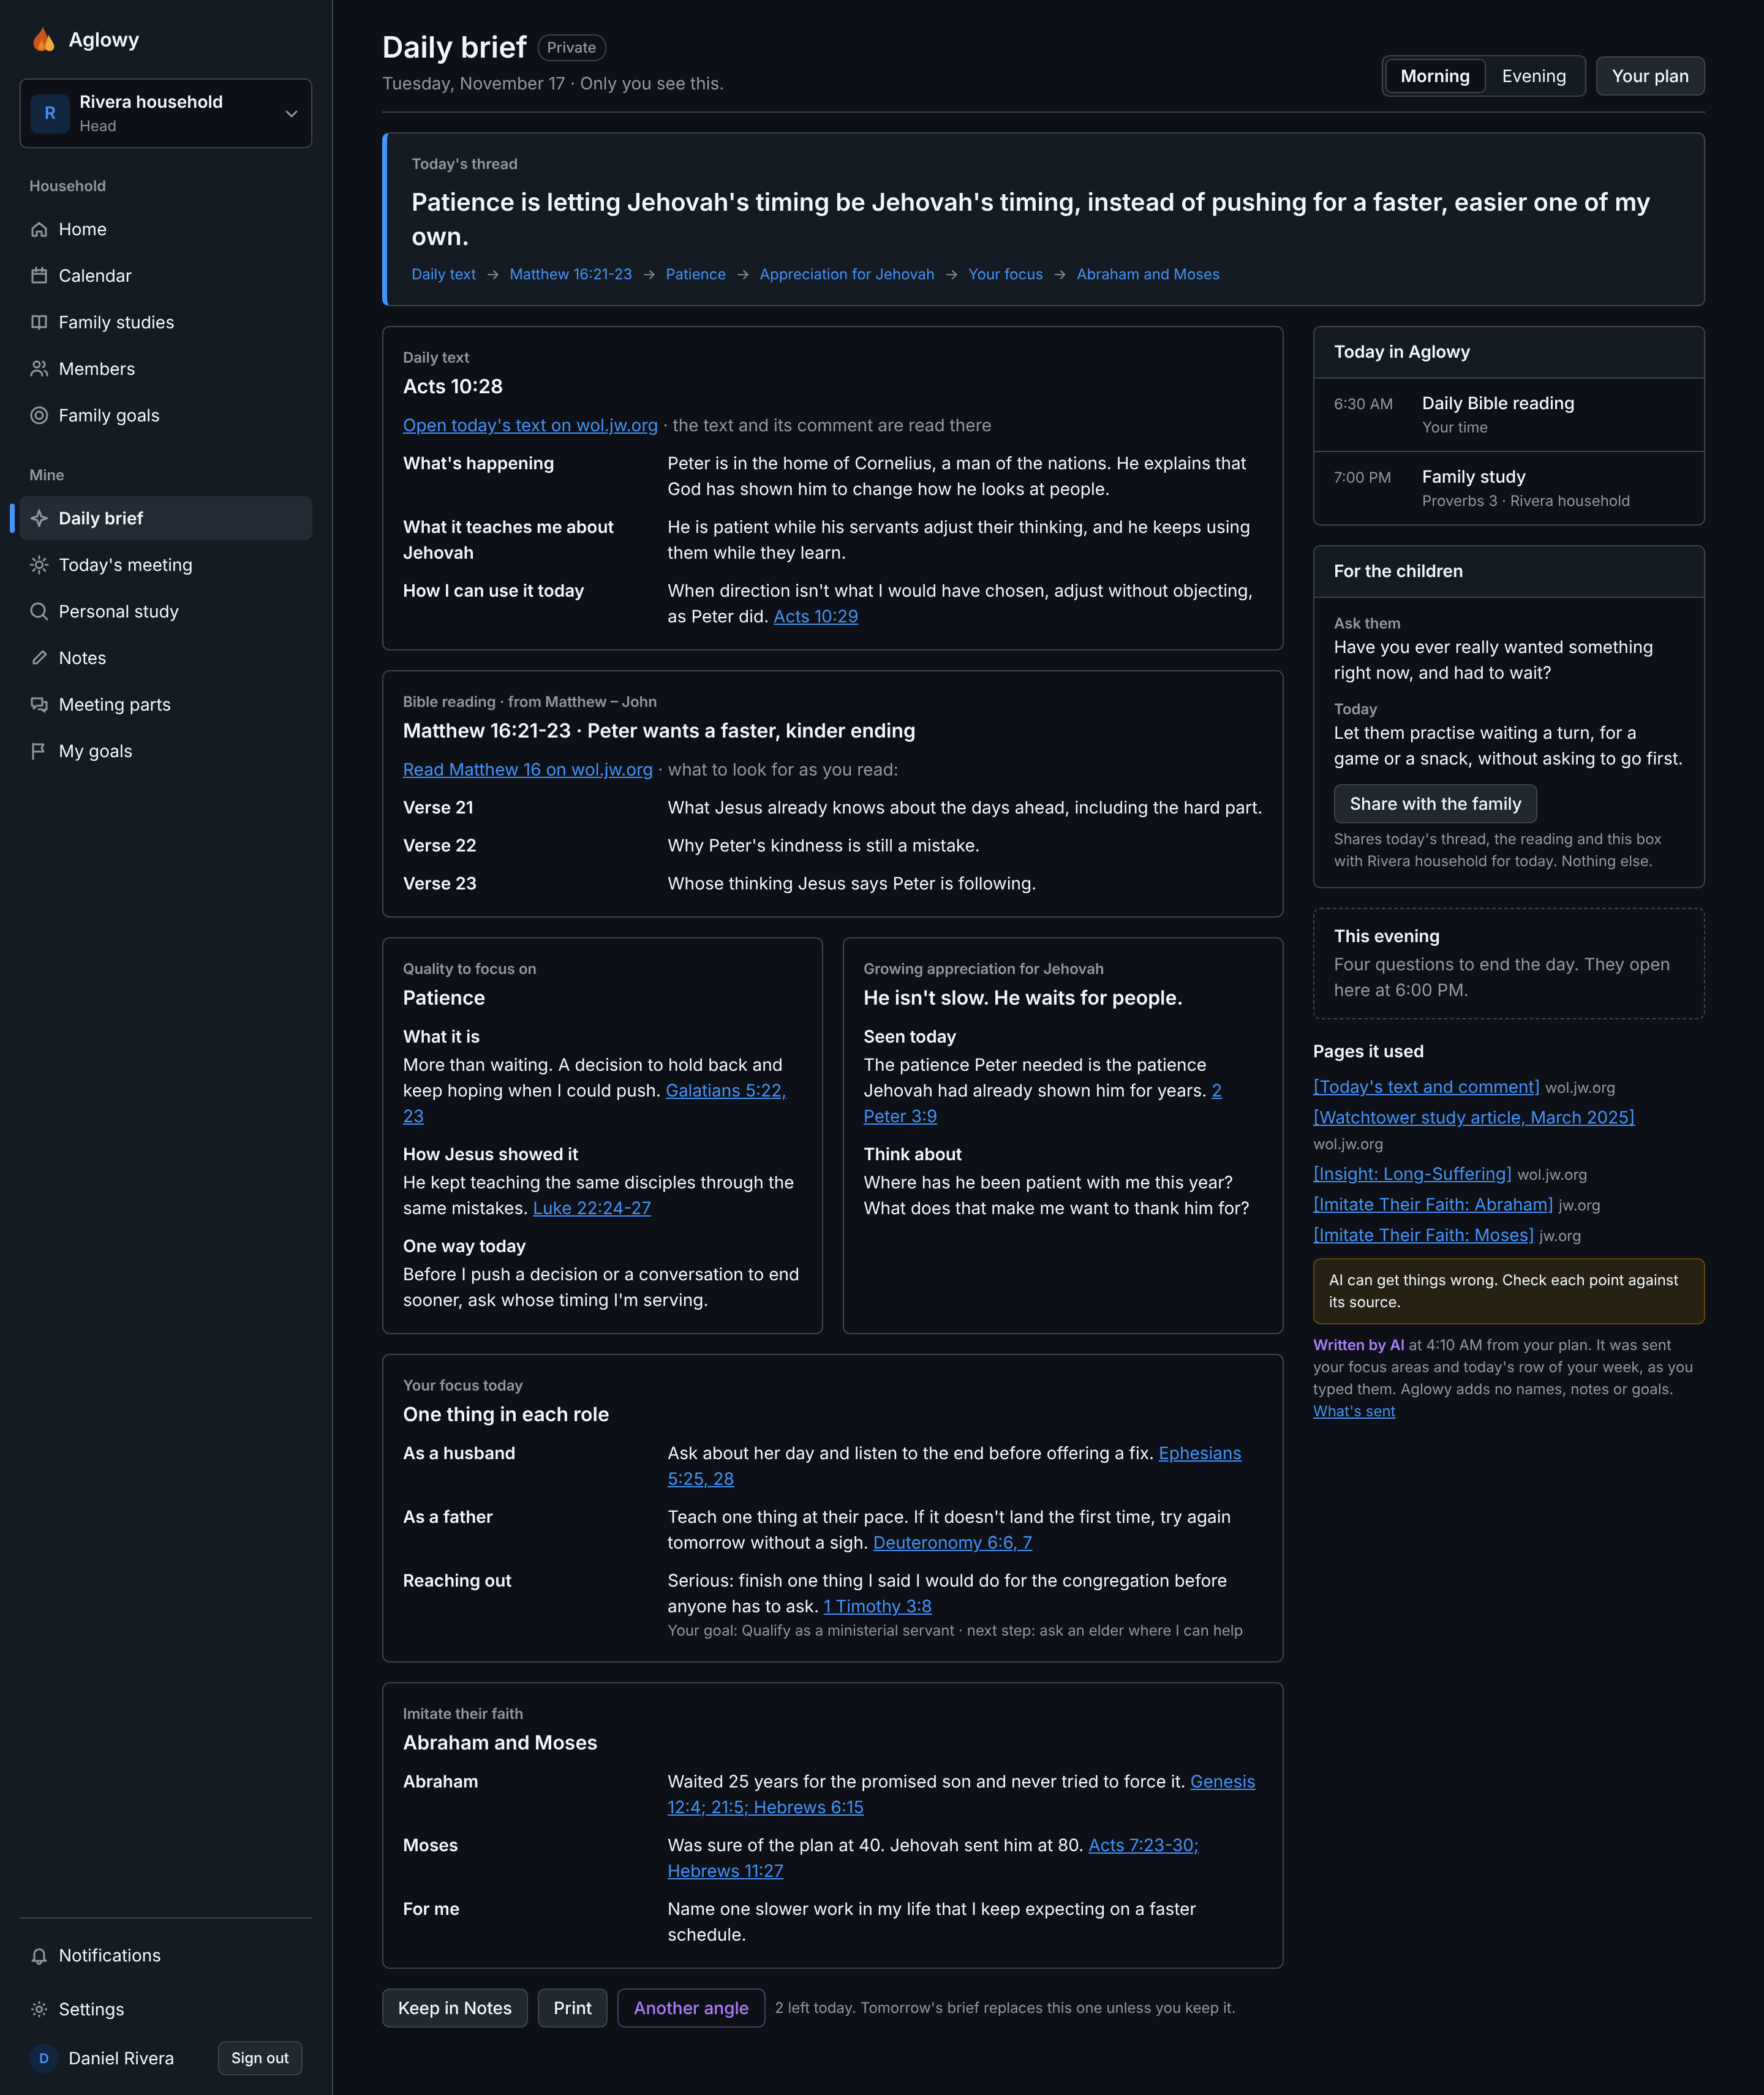 Aglowy
R
Rivera household
Head
Household
Home
Calendar
Family studies
Members
Family goals
Mine
Daily brief
Today's meeting
Personal study
Notes
Meeting parts
My goals
Notifications
Settings
D
Daniel Rivera
Sign out
Daily brief
Private
Tuesday, November 17 · Only you see this.
Morning
Evening
Your plan
Today's thread
Patience is letting Jehovah's timing be Jehovah's timing, instead of pushing for a faster, easier one of my
own.
Daily text → Matthew 16:21-23 → Patience → Appreciation for Jehovah → Your focus → Abraham and Moses
Daily text
Acts 10:28
Open today's text on wol.jw.org · the text and its comment are read there
What's happening
Peter is in the home of Cornelius, a man of the nations. He explains that
God has shown him to change how he looks at people.
What it teaches me about
Jehovah
He is patient while his servants adjust their thinking, and he keeps using
them while they learn.
How I can use it today
When direction isn't what I would have chosen, adjust without objecting,
as Peter did. Acts 10:29
Bible reading · from Matthew – John
Matthew 16:21-23 · Peter wants a faster, kinder ending
Read Matthew 16 on wol.jw.org · what to look for as you read:
Verse 21
What Jesus already knows about the days ahead, including the hard part.
Verse 22
Why Peter's kindness is still a mistake.
Verse 23
Whose thinking Jesus says Peter is following.
Quality to focus on
Patience
What it is
More than waiting. A decision to hold back and
keep hoping when I could push. Galatians 5:22,
23
How Jesus showed it
He kept teaching the same disciples through the
same mistakes. Luke 22:24-27
One way today
Before I push a decision or a conversation to end
sooner, ask whose timing I'm serving.
Growing appreciation for Jehovah
He isn't slow. He waits for people.
Seen today
The patience Peter needed is the patience
Jehovah had already shown him for years. 2
Peter 3:9
Think about
Where has he been patient with me this year?
What does that make me want to thank him for?
Your focus today
One thing in each role
As a husband
Ask about her day and listen to the end before offering a fix. Ephesians
5:25, 28
As a father
Teach one thing at their pace. If it doesn't land the first time, try again
tomorrow without a sigh. Deuteronomy 6:6, 7
Reaching out
Serious: finish one thing I said I would do for the congregation before
anyone has to ask. 1 Timothy 3:8
Your goal: Qualify as a ministerial servant · next step: ask an elder where I can help
Imitate their faith
Abraham and Moses
Abraham
Waited 25 years for the promised son and never tried to force it. Genesis
12:4; 21:5; Hebrews 6:15
Moses
Was sure of the plan at 40. Jehovah sent him at 80. Acts 7:23-30;
Hebrews 11:27
For me
Name one slower work in my life that I keep expecting on a faster
schedule.
Keep in Notes
Print
Another angle
2 left today. Tomorrow's brief replaces this one unless you keep it.
Today in Aglowy
6:30 AM
Daily Bible reading
Your time
7:00 PM
Family study
Proverbs 3 · Rivera household
For the children
Ask them
Have you ever really wanted something
right now, and had to wait?
Today
Let them practise waiting a turn, for a
game or a snack, without asking to go first.
Share with the family
Shares today's thread, the reading and this box
with Rivera household for today. Nothing else.
This evening
Four questions to end the day. They open
here at 6:00 PM.
Pages it used
[Today's text and comment] wol.jw.org
[Watchtower study article, March 2025]
wol.jw.org
[Insight: Long-Suffering] wol.jw.org
[Imitate Their Faith: Abraham] jw.org
[Imitate Their Faith: Moses] jw.org
AI can get things wrong. Check each point against
its source.
Written by AI at 4:10 AM from your plan. It was sent
your focus areas and today's row of your week, as you
typed them. Aglowy adds no names, notes or goals.
What's sent